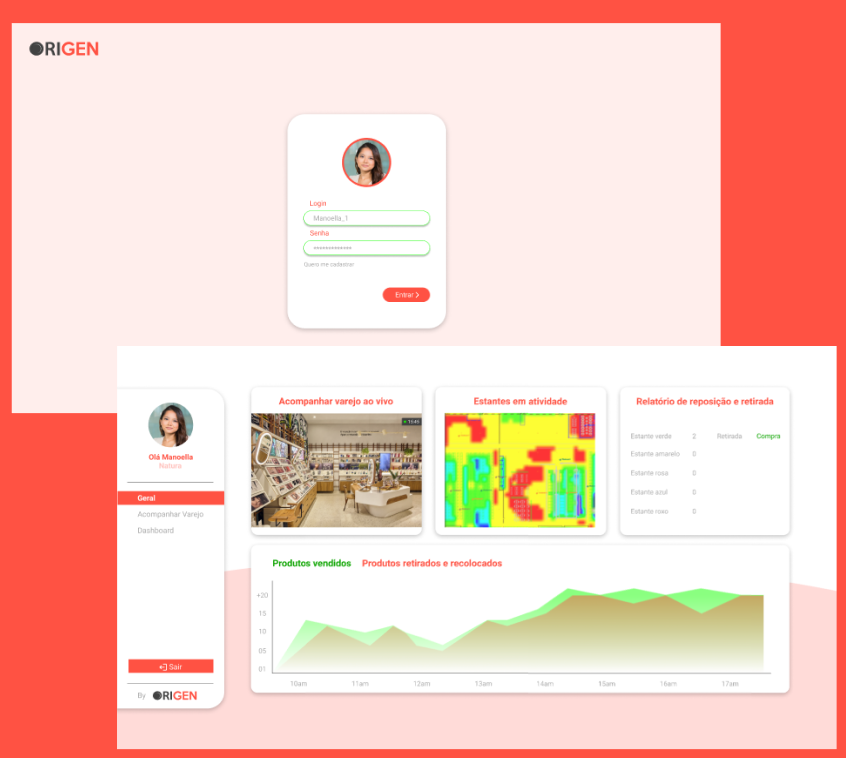 ORIGEN
Login
Manoella_1
Senha
*************
Quero me cadastrar
Entrar >
Olá Manoella
Natura
Geral
Acompanhar Varejo
Dashboard
Sair
By ORIGEN
Acompanhar varejo ao vivo
Estantes em atividade
Relatório de reposição e retirada
Estante verde 2 Retirada Compra
Estante amarelo 0
Estante rosa 0
Estante azul 0
Estante roxo 0
Produtos vendidos Produtos retirados e recolocados
+20
15
10
05
01
10am 11am 12am 13am 14am 15am 16am 17am